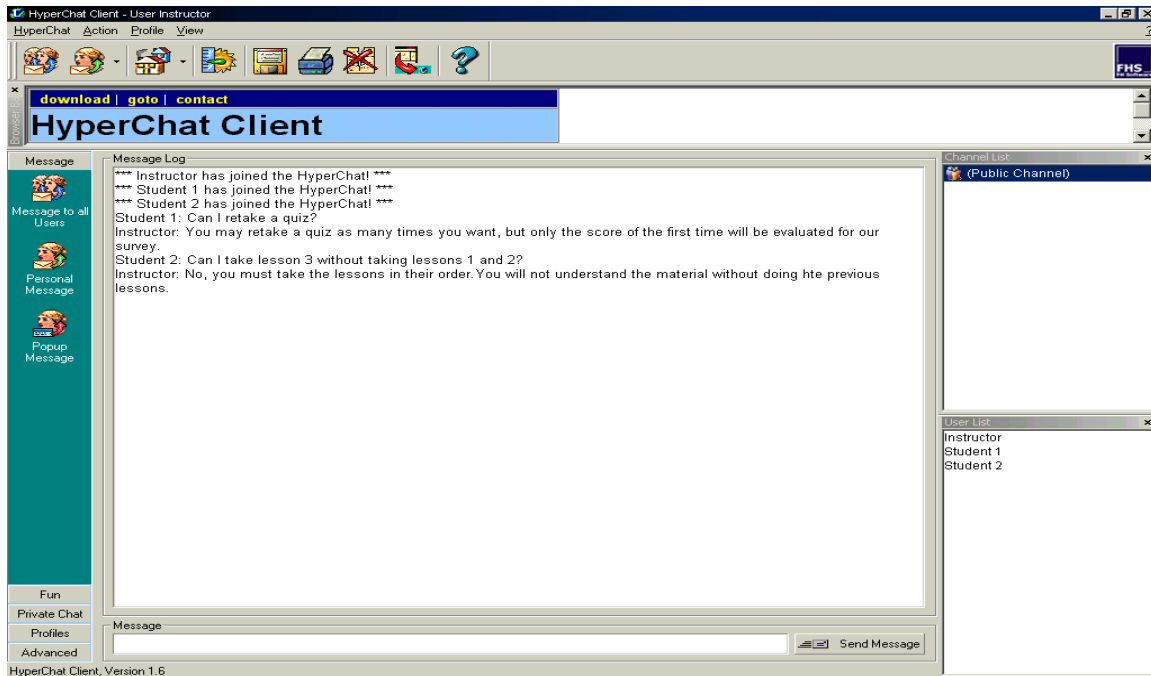 HyperChat Client - User Instructor
HyperChat Action Profile View ?
FHS
download | goto | contact
HyperChat Client
Message
Message to all
Users
Personal
Message
Popup
Message
Fun
Private Chat
Profiles
Advanced
Message Log
*** Instructor has joined the HyperChat! ***
*** Student 1 has joined the HyperChat! ***
*** Student 2 has joined the HyperChat! ***
Student 1: Can I retake a quiz?
Instructor: You may retake a quiz as many times you want, but only the score of the first time will be evaluated for our
survey.
Student 2: Can I take lesson 3 without taking lessons 1 and 2?
Instructor: No, you must take the lessons in their order.You will not understand the material without doing hte previous
lessons.
Message
Send Message
Channel List
(Public Channel)
User List
Instructor
Student 1
Student 2
HyperChat Client, Version 1.6